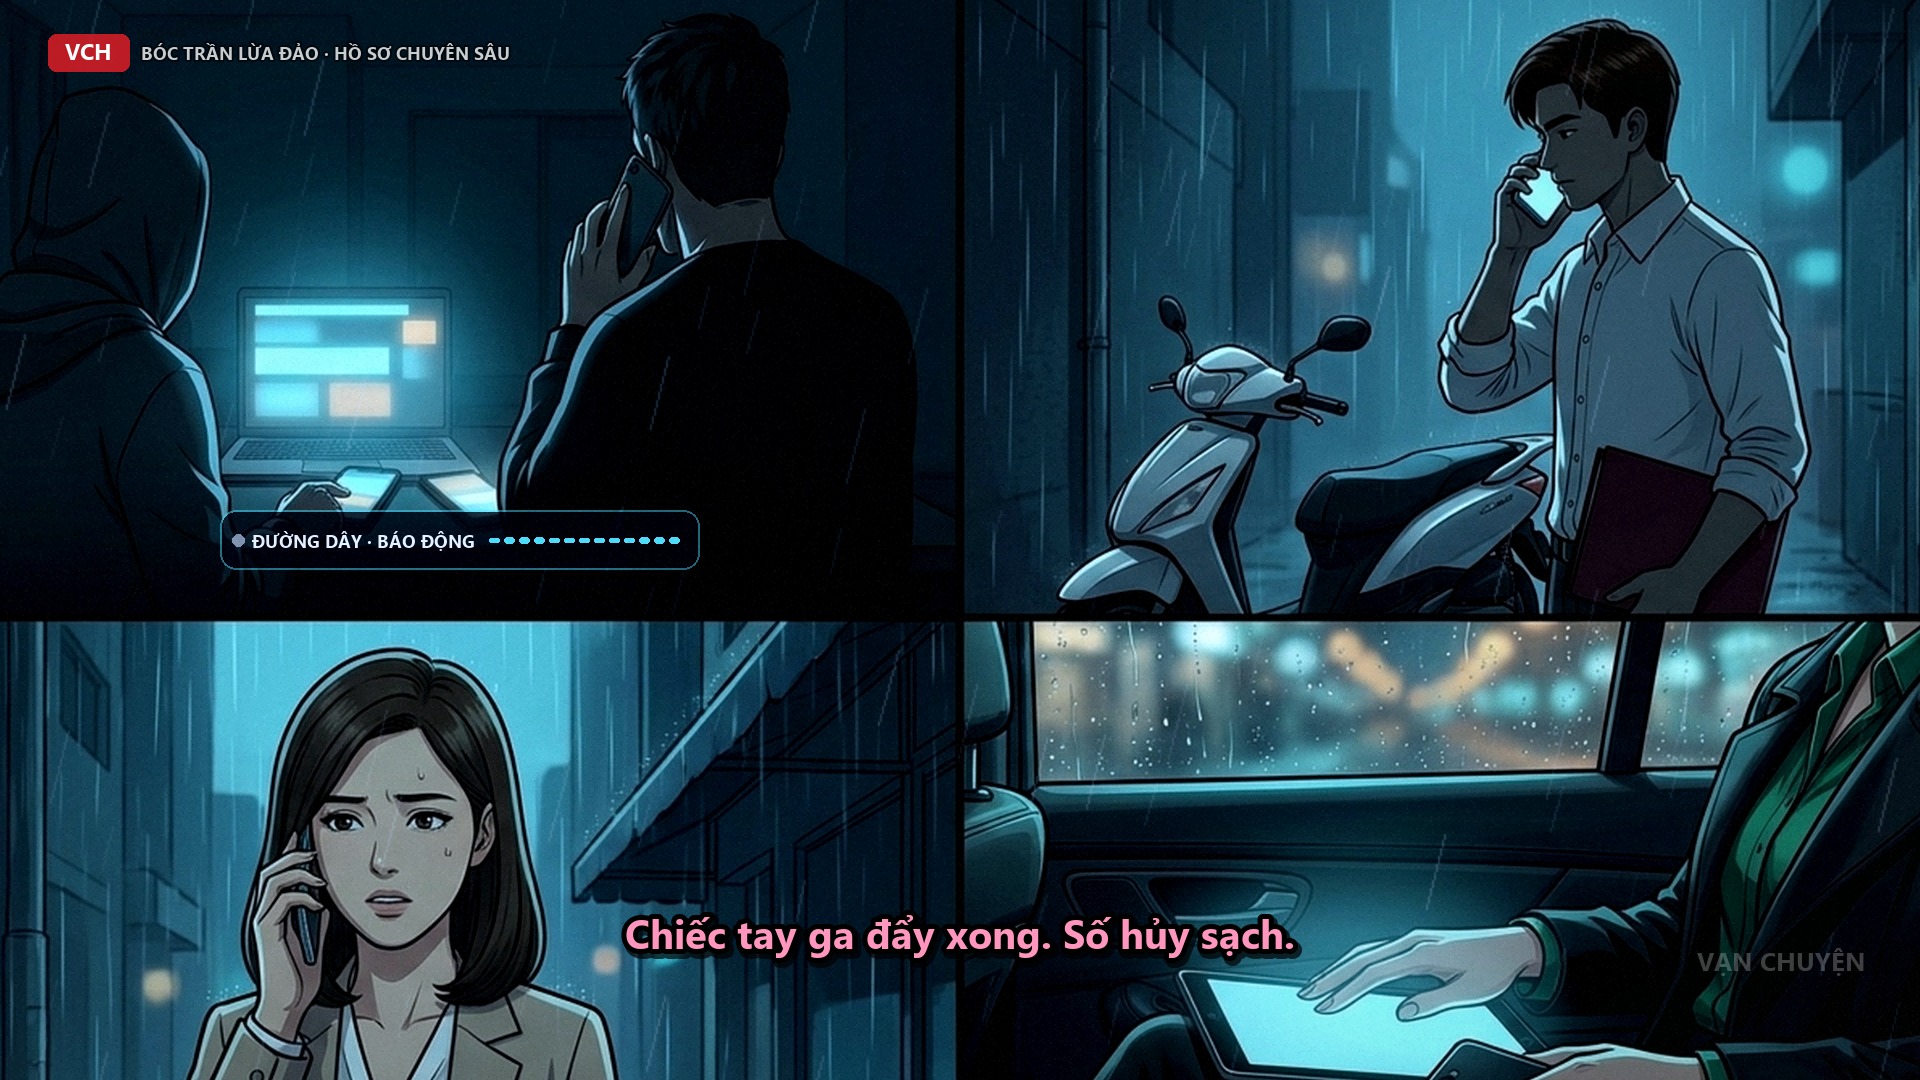 VCH BÓC TRẦN LỪA ĐẢO · HỒ SƠ CHUYÊN SÂU
ĐƯỜNG DÂY · BÁO ĐỘNG
Chiếc tay ga đẩy xong. Số hủy sạch.
VẠN CHUYỆN